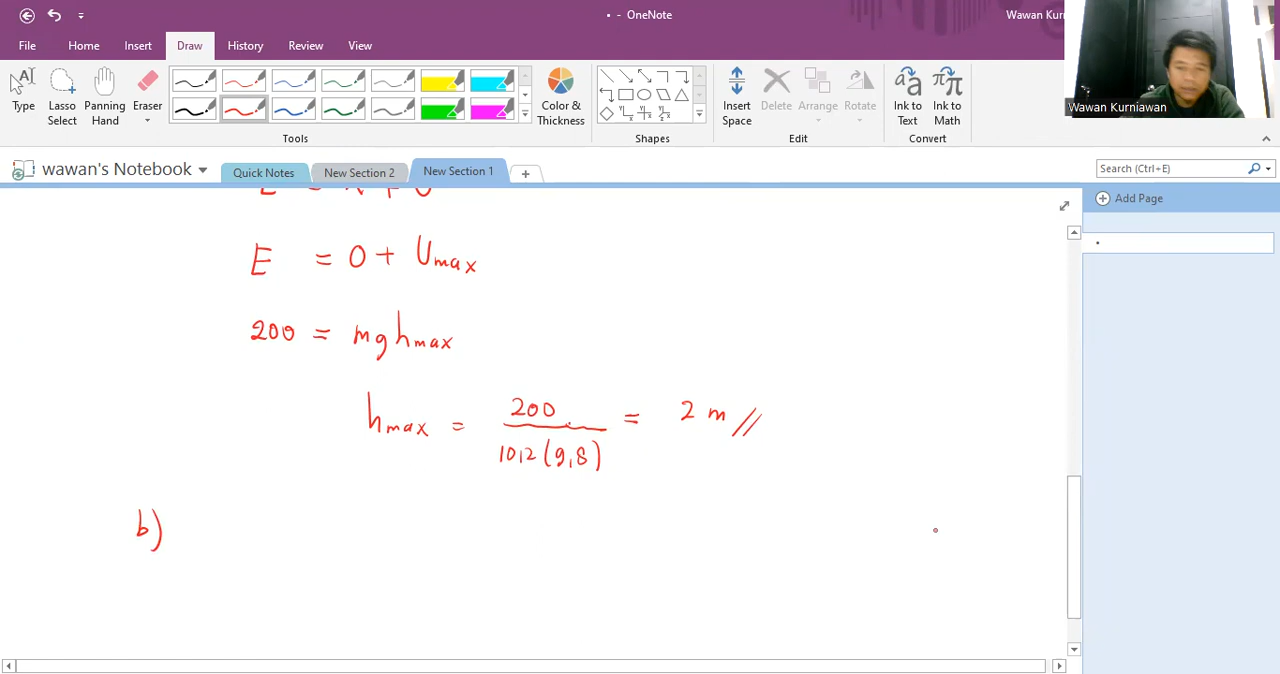 • - OneNote
Wawan Kurn
File Home Insert Draw History Review View
Type
Lasso Select
Panning Hand
Eraser
Color & Thickness
Insert Space
Delete
Arrange
Rotate
Ink to Text
Ink to Math
Tools
Shapes
Edit
Convert
Wawan Kurniawan
wawan's Notebook
Quick Notes
New Section 2
New Section 1
Search (Ctrl+E)
Add Page
E = 0 + Umax
200 = mghmax
hmax = 200 / 10,2(9,8) = 2 m //
b)